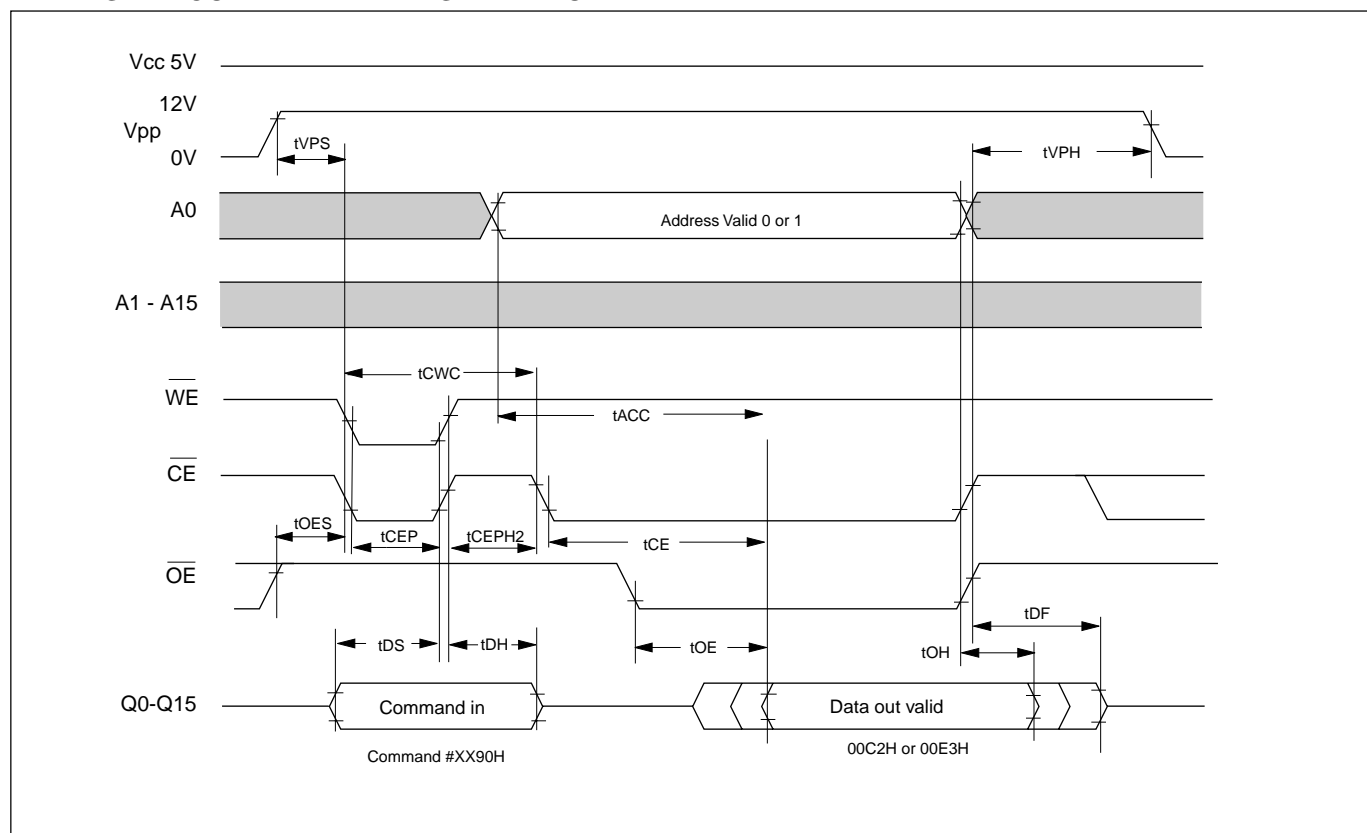 Vcc 5V
12V
Vpp
0V
tVPS
tVPH
A0
Address Valid 0 or 1
A1 - A15
tCWC
WE
tACC
CE
tOES
tCEP
tCEPH2
tCE
OE
tDF
tDS
tDH
tOE
tOH
Q0-Q15
Command in
Data out valid
Command #XX90H
00C2H or 00E3H